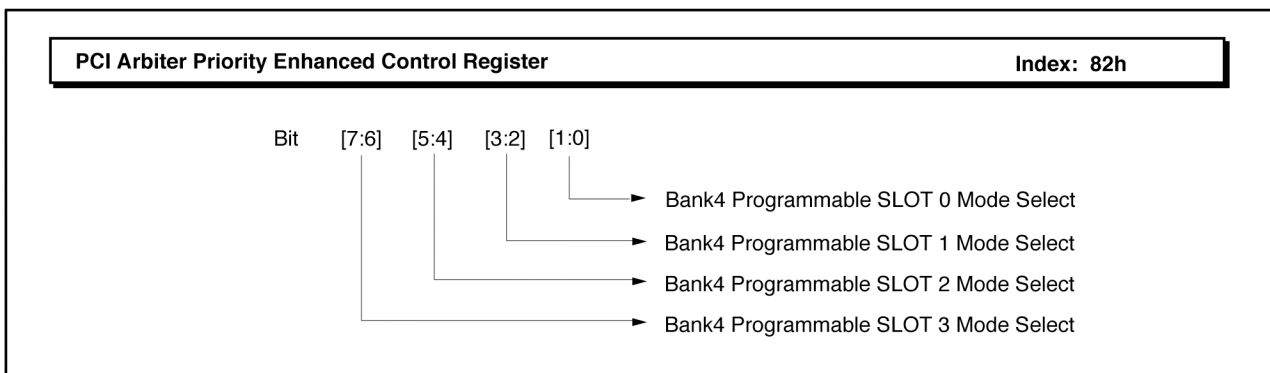 PCI Arbiter Priority Enhanced Control Register Index: 82h
Bit [7:6] [5:4] [3:2] [1:0]
Bank4 Programmable SLOT 0 Mode Select
Bank4 Programmable SLOT 1 Mode Select
Bank4 Programmable SLOT 2 Mode Select
Bank4 Programmable SLOT 3 Mode Select